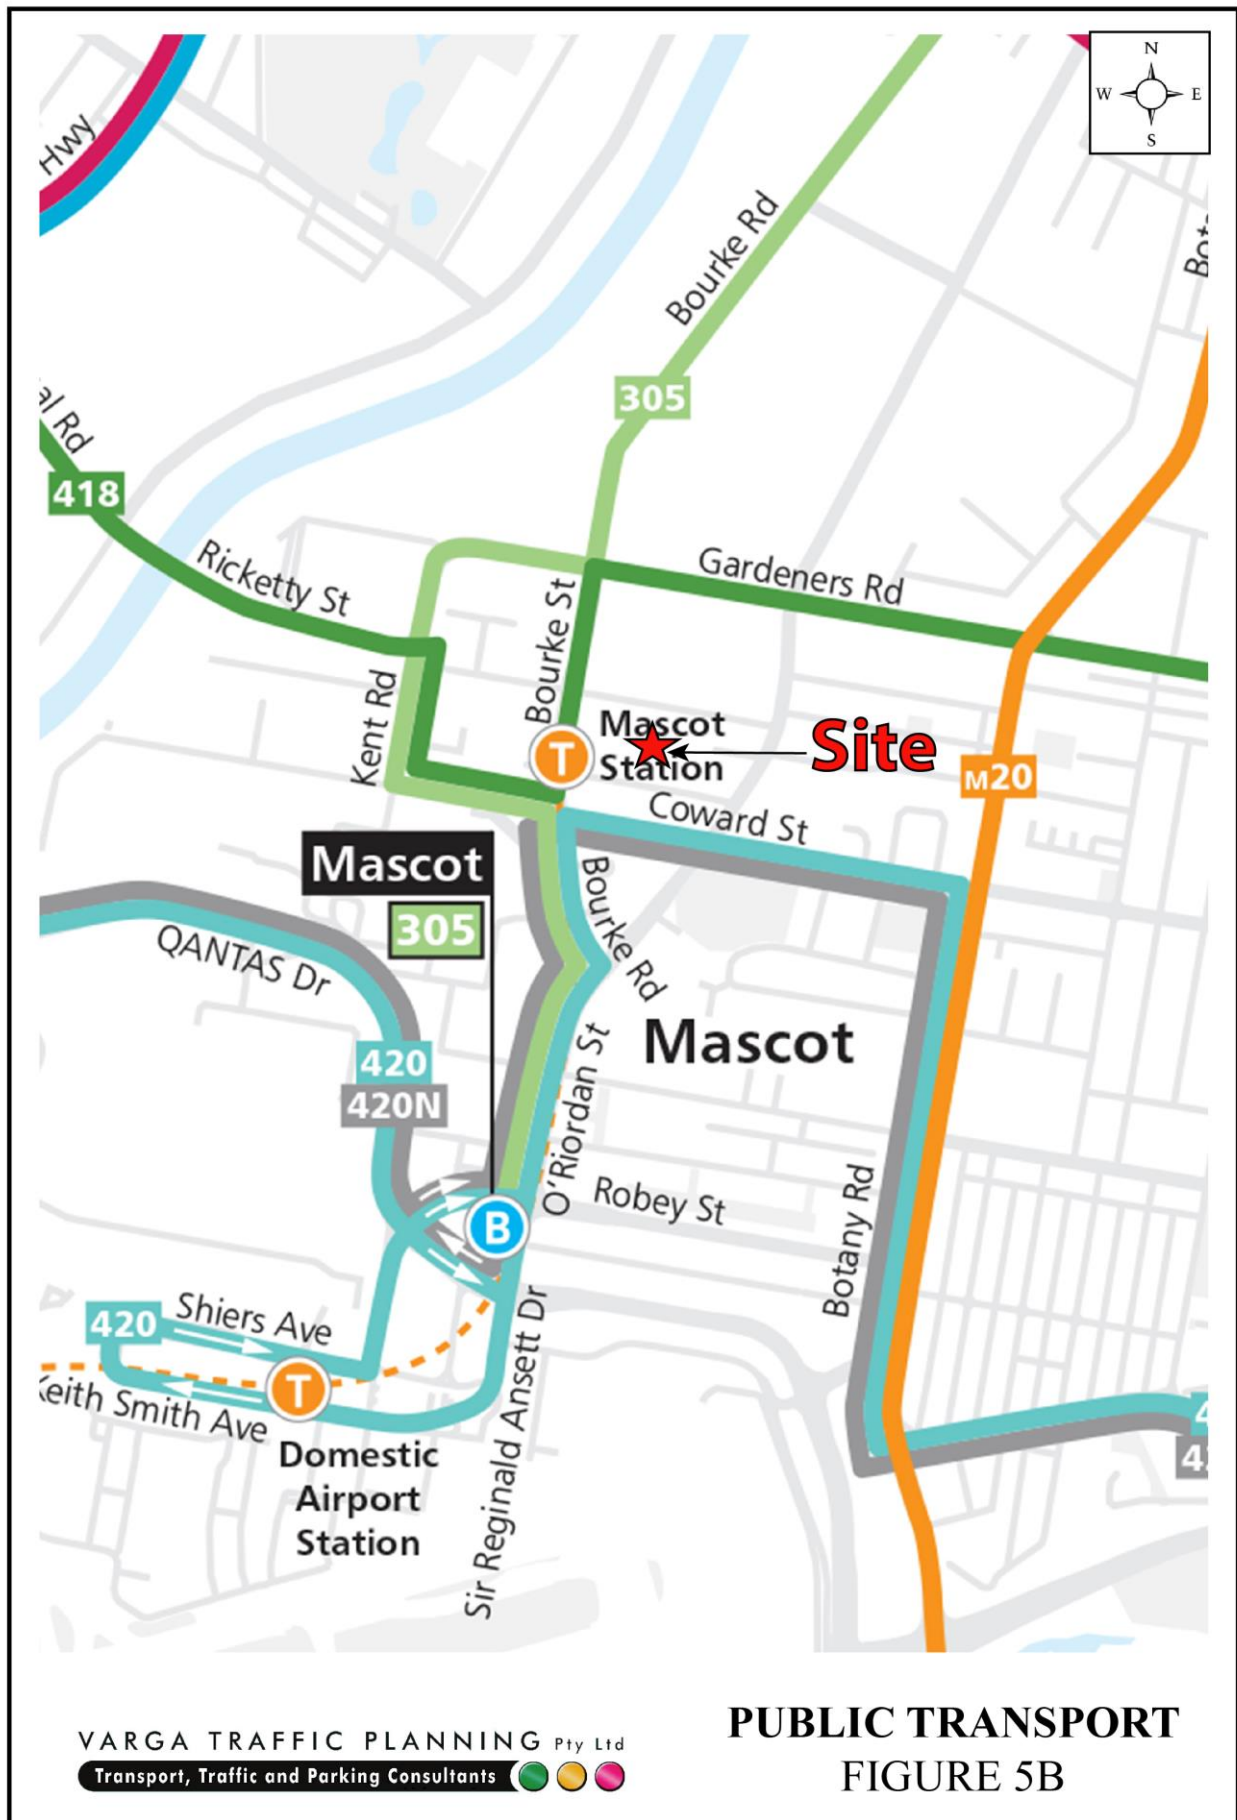 N
W E
S
Hwy
Bourke Rd
305
al Rd
418
Ricketty St
Gardeners Rd
Bourke St
Kent Rd
Mascot
Station
T
Site
M20
Coward St
Mascot
305
Bourke Rd
QANTAS Dr
Mascot
420
420N
O'Riordan St
Robey St
B
Botany Rd
Shiers Ave
420
T
Keith Smith Ave
Sir Reginald Ansett Dr
Domestic
Airport
Station
VARGA TRAFFIC PLANNING Pty Ltd
Transport, Traffic and Parking Consultants
PUBLIC TRANSPORT
FIGURE 5B